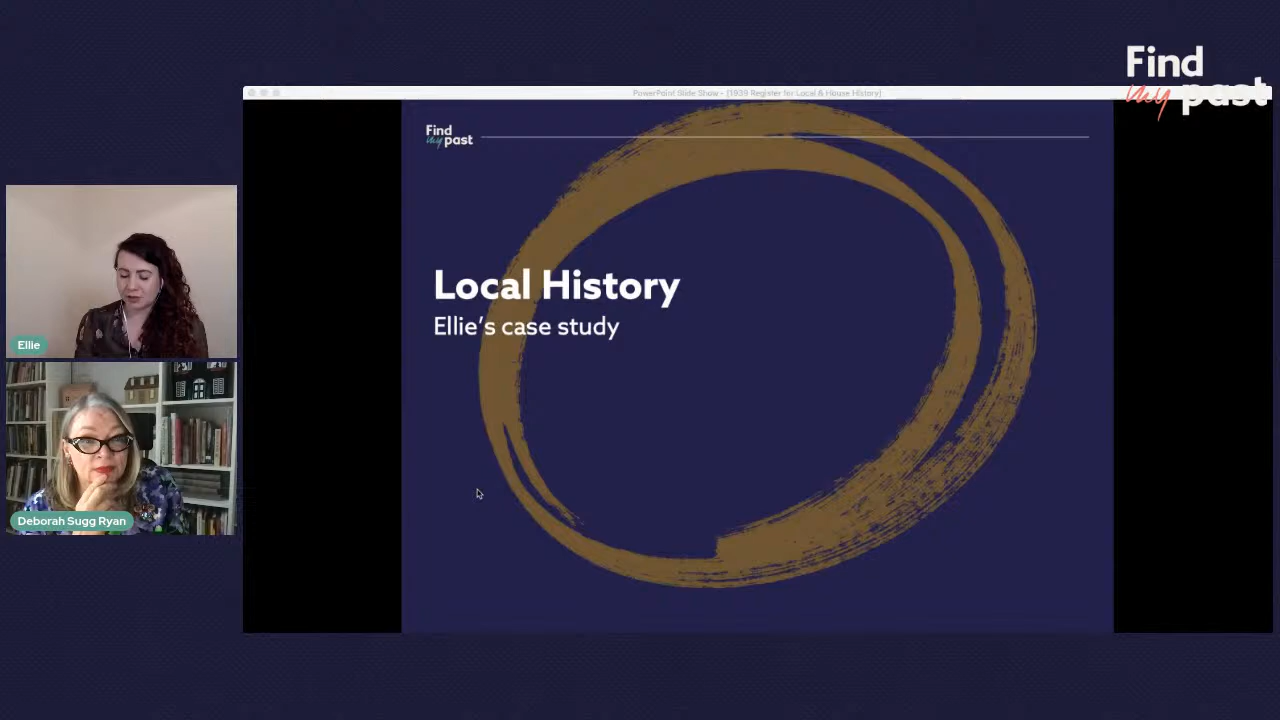 Find
my past
PowerPoint Slide Show - [1939 Register for Local & House History]
Find
my past
Local History
Ellie's case study
Ellie
Deborah Sugg Ryan